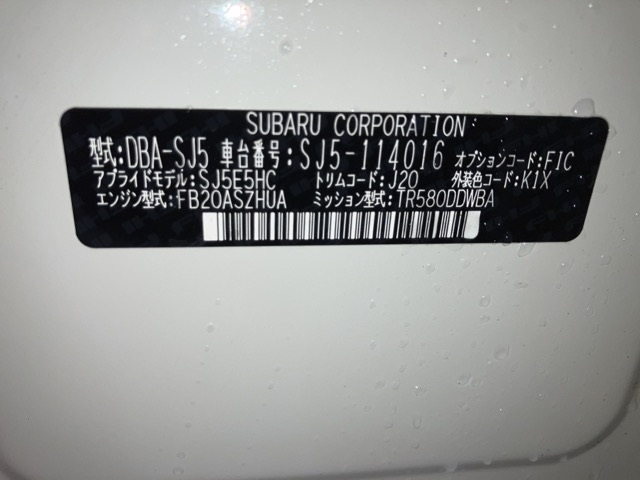 SUBARU CORPORATION
型式:DBA-SJ5 車台番号:SJ5-114016 オプションコード:FIC
アプライドモデル:SJ5E5HC トリムコード:J20 外装色コード:K1X
エンジン型式:FB20ASZHUA ミッション型式:TR580DDWBA